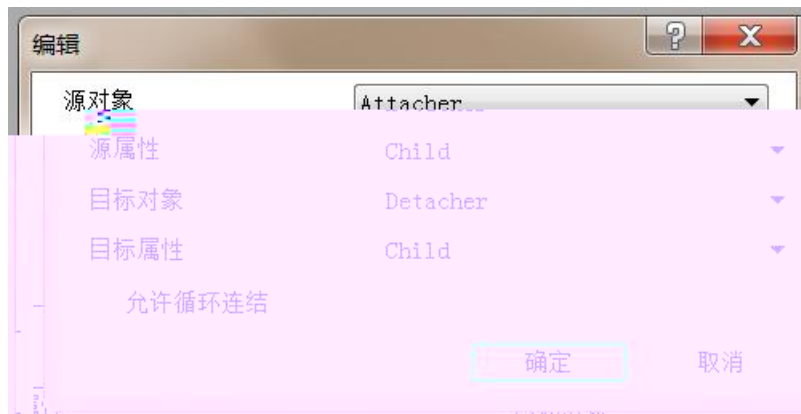 编辑
源对象 Attacher
源属性 Child
目标对象 Detacher
目标属性 Child
允许循环连结
确定 取消